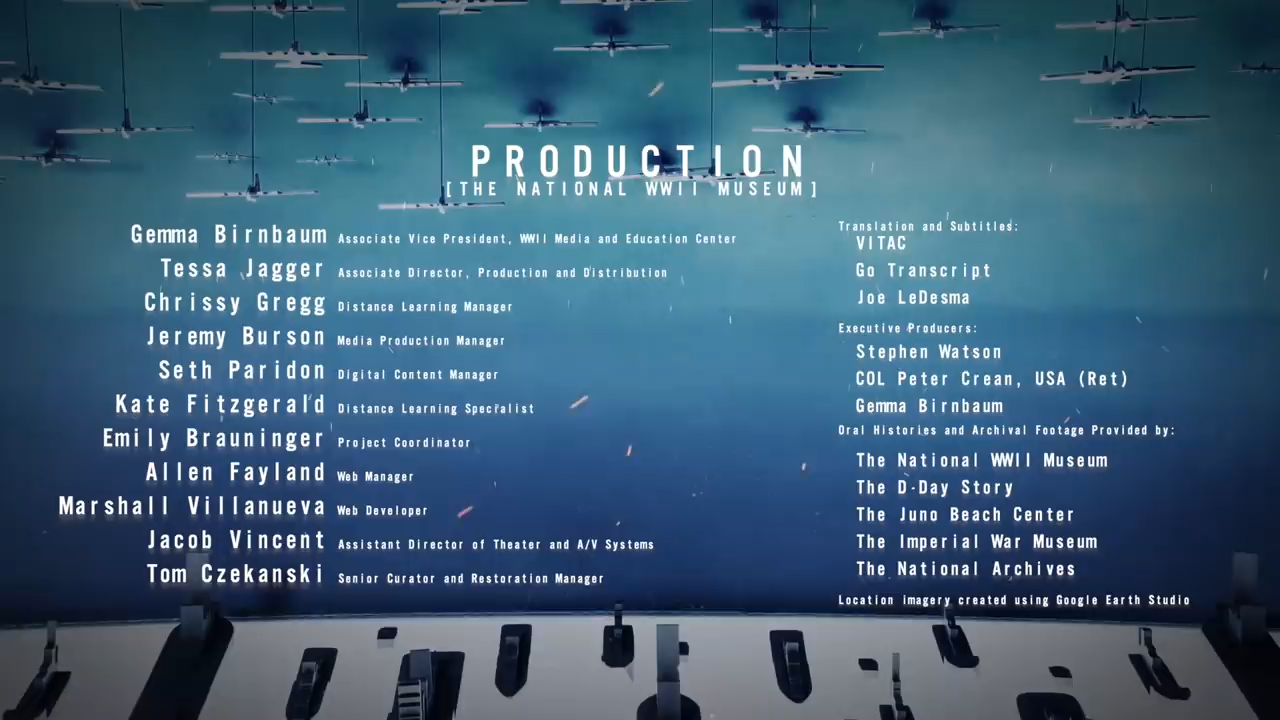 PRODUCTION
[THE NATIONAL WWII MUSEUM]
Gemma Birnbaum Associate Vice President, WWII Media and Education Center
Tessa Jagger Associate Director, Production and Distribution
Chrissy Gregg Distance Learning Manager
Jeremy Burson Media Production Manager
Seth Paridon Digital Content Manager
Kate Fitzgerald Distance Learning Specialist
Emily Brauninger Project Coordinator
Allen Fayland Web Manager
Marshall Villanueva Web Developer
Jacob Vincent Assistant Director of Theater and A/V Systems
Tom Czekanski Senior Curator and Restoration Manager
Translation and Subtitles:
VITAC
Go Transcript
Joe LeDesma
Executive Producers:
Stephen Watson
COL Peter Crean, USA (Ret)
Gemma Birnbaum
Oral Histories and Archival Footage Provided by:
The National WWII Museum
The D-Day Story
The Juno Beach Center
The Imperial War Museum
The National Archives
Location imagery created using Google Earth Studio